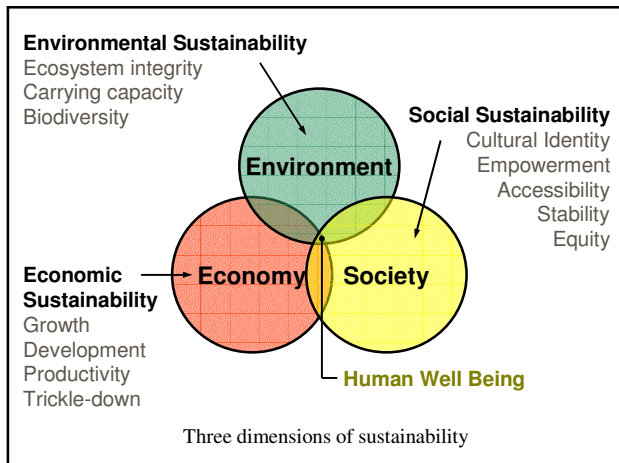 Environmental Sustainability
Ecosystem integrity
Carrying capacity
Biodiversity
Social Sustainability
Cultural Identity
Empowerment
Accessibility
Stability
Equity
Environment
Economy
Society
Economic
Sustainability
Growth
Development
Productivity
Trickle-down
Human Well Being
Three dimensions of sustainability